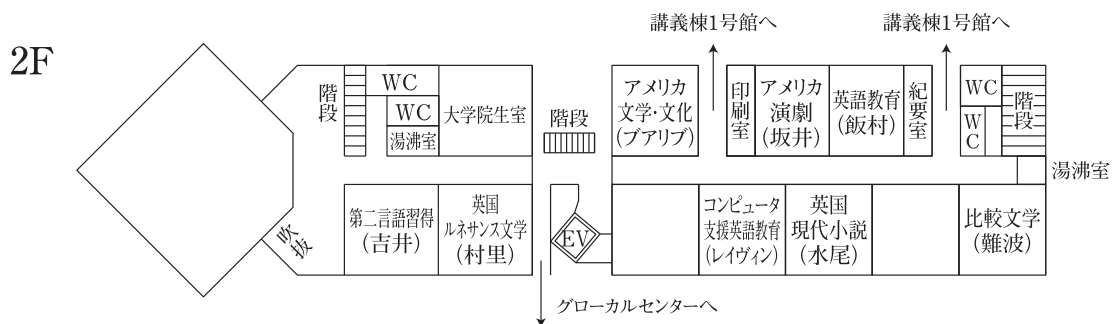 講義棟1号館へ
講義棟1号館へ
2F
階段
WC
WC
湯沸室
大学院生室
階段
アメリカ
文学・文化
(ブアリブ)
印刷室
アメリカ
演劇
(坂井)
英語教育
(飯村)
紀要室
WC
WC
階段
湯沸室
吹抜
第二言語習得
(吉井)
英国
ルネサンス文学
(村里)
EV
コンピュータ
支援英語教育
(レイヴィン)
英国
現代小説
(水尾)
比較文学
(難波)
グローカルセンターへ